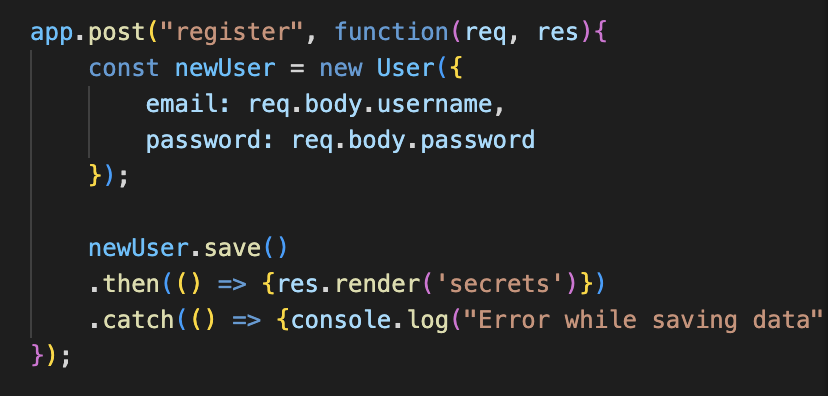 app.post("register", function(req, res){
    const newUser = new User({
        email: req.body.username,
        password: req.body.password
    });

    newUser.save()
    .then(() => {res.render('secrets')})
    .catch(() => {console.log("Error while saving data"
});